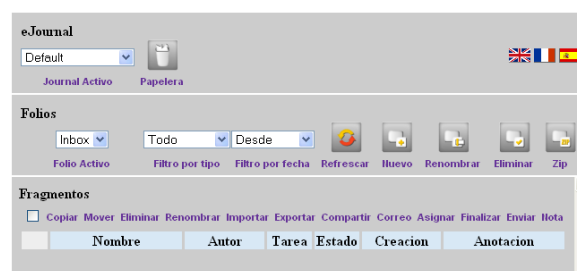 eJournal
Default
Journal Activo Papelera
Folios
Inbox Todo Desde
Folio Activo Filtro por tipo Filtro por fecha Refrescar Nuevo Renombrar Eliminar Zip
Fragmentos
Copiar Mover Eliminar Renombrar Importar Exportar Compartir Correo Asignar Finalizar Enviar Nota
Nombre Autor Tarea Estado Creacion Anotacion